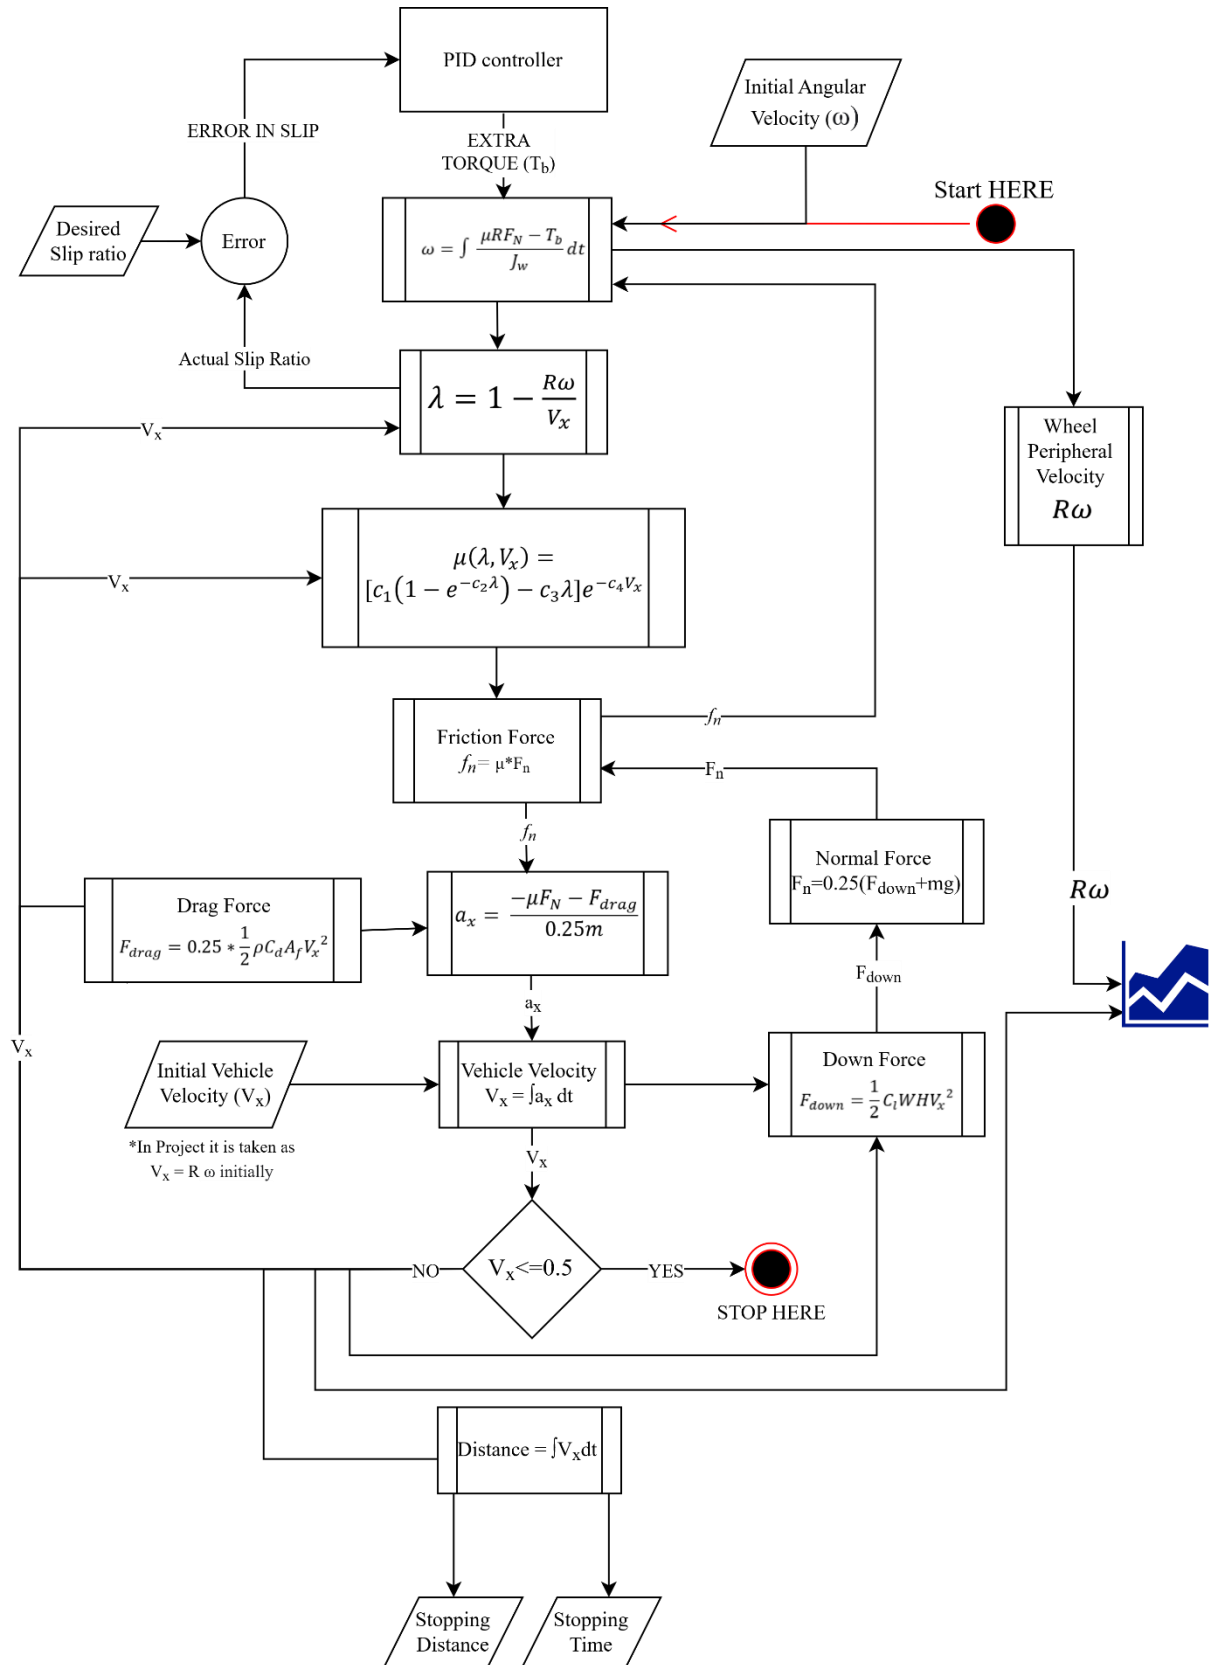 PID controller
Initial Angular
Velocity (ω)
ERROR IN SLIP
EXTRA
TORQUE (T_b)
Start HERE
Desired
Slip ratio
Error
ω = ∫ (μRF_N − T_b)/J_w dt
Actual Slip Ratio
λ = 1 − Rω/V_x
V_x
Wheel
Peripheral
Velocity
Rω
V_x
μ(λ, V_x) =
[c_1(1 − e^{−c_2λ}) − c_3λ]e^{−c_4V_x}
f_n
Friction Force
f_n= μ*F_n
F_n
f_n
Normal Force
F_n=0.25(F_down+mg)
Drag Force
F_drag = 0.25 * 1/2 ρC_dA_fV_x²
a_x = (−μF_N − F_drag)/0.25m
Rω
F_down
a_x
V_x
Initial Vehicle
Velocity (V_x)
Vehicle Velocity
V_x = ∫a_x dt
Down Force
F_down = 1/2 C_lWHV_x²
*In Project it is taken as
V_x = R ω initially
V_x
NO
V_x<=0.5
YES
STOP HERE
Distance = ∫V_xdt
Stopping
Distance
Stopping
Time